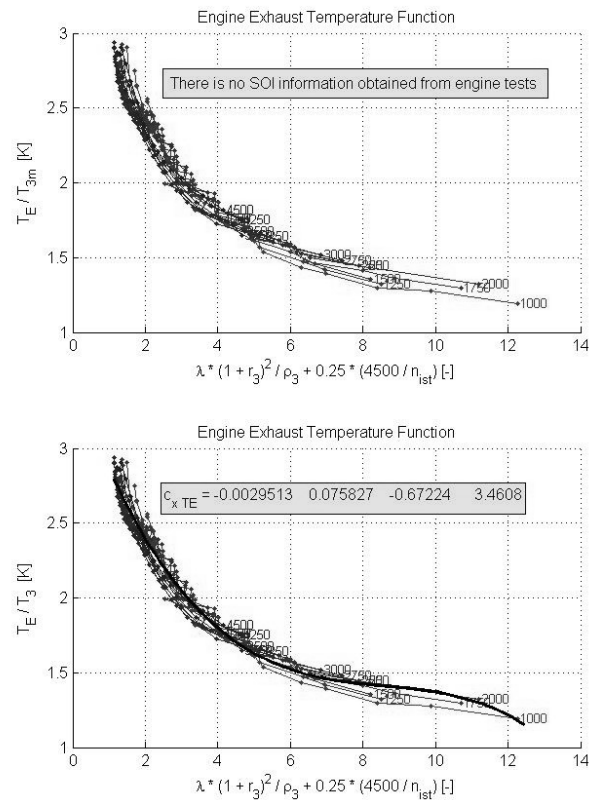 Engine Exhaust Temperature Function
3
There is no SOI information obtained from engine tests
2.5
T_E / T_3m [K]
2
4500
4250
3000
1.5
1500
2000
1250
1750
1000
1
0 2 4 6 8 10 12 14
λ * (1 + r_3)^2 / ρ_3 + 0.25 * (4500 / n_ist) [-]
Engine Exhaust Temperature Function
3
c_x TE = -0.0029513 0.075827 -0.67224 3.4608
2.5
T_E / T_3 [K]
2
4500
4250
3000
1.5
1500
2000
1250
1750
1000
1
0 2 4 6 8 10 12 14
λ * (1 + r_3)^2 / ρ_3 + 0.25 * (4500 / n_ist) [-]